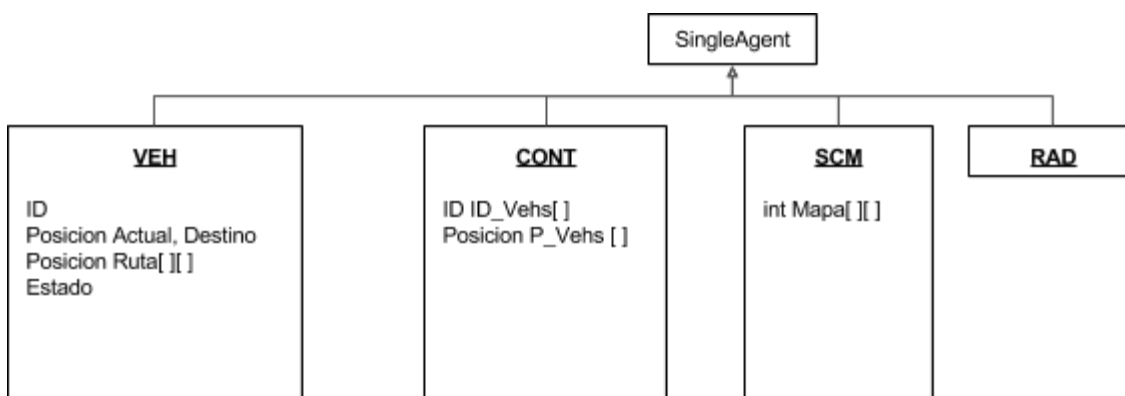 SingleAgent
VEH
ID
Posicion Actual, Destino
Posicion Ruta[ ][ ]
Estado
CONT
ID ID_Vehs[ ]
Posicion P_Vehs [ ]
SCM
int Mapa[ ][ ]
RAD